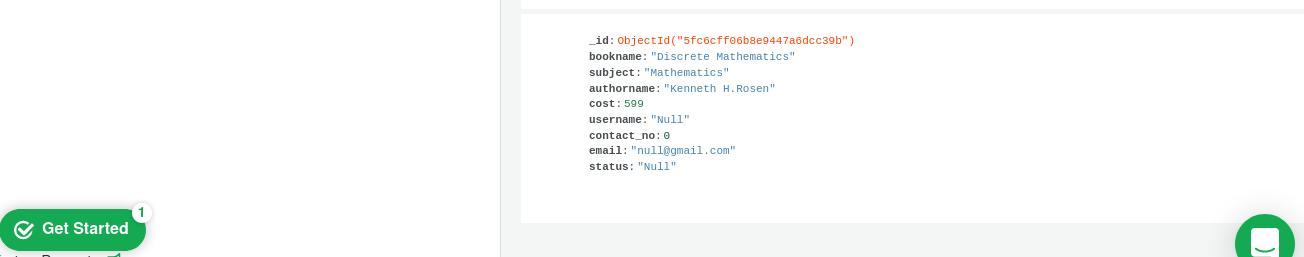 _id: ObjectId("5fc6cff06b8e9447a6dcc39b")
bookname: "Discrete Mathematics"
subject: "Mathematics"
authorname: "Kenneth H.Rosen"
cost: 599
username: "Null"
contact_no: 0
email: "null@gmail.com"
status: "Null"
1
Get Started